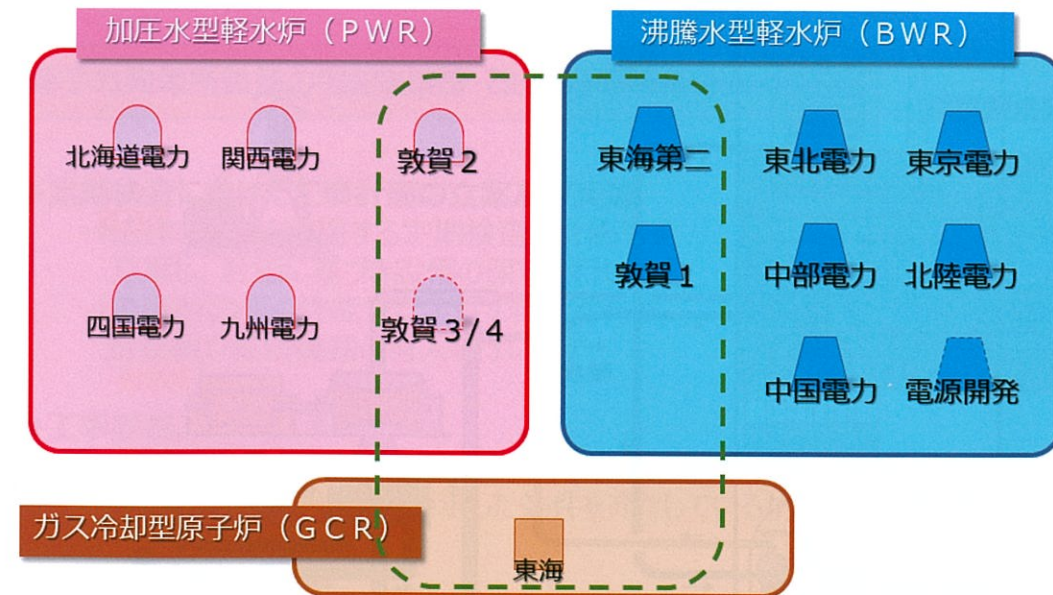 加圧水型軽水炉（ＰＷＲ）
北海道電力
関西電力
敦賀２
四国電力
九州電力
敦賀３/４
沸騰水型軽水炉（ＢＷＲ）
東海第二
東北電力
東京電力
敦賀１
中部電力
北陸電力
中国電力
電源開発
ガス冷却型原子炉（ＧＣＲ）
東海